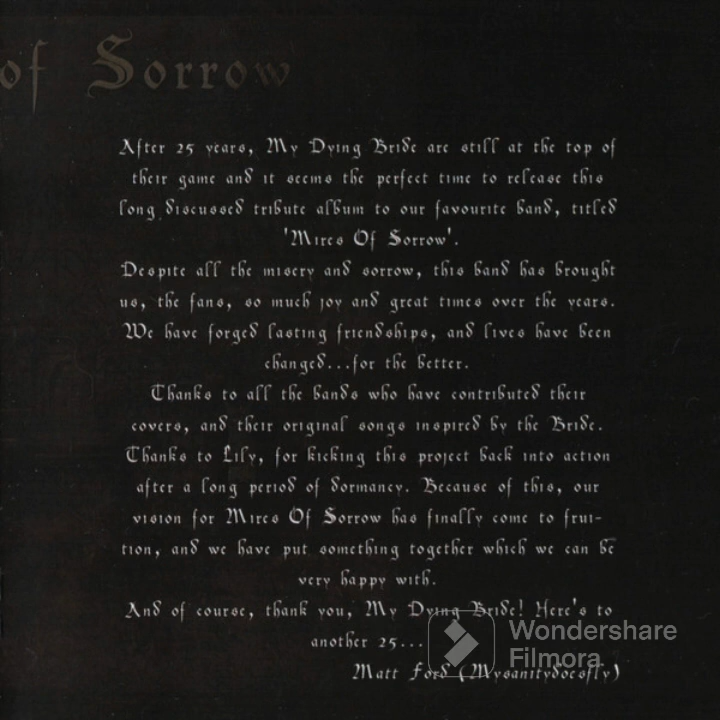 of Sorrow
After 25 years, My Dying Bride are still at the top of
their game and it seems the perfect time to release this
long discussed tribute album to our favourite band, titled
'Mires Of Sorrow'.
Despite all the misery and sorrow, this band has brought
us, the fans, so much joy and great times over the years.
We have forged lasting friendships, and lives have been
changed...for the better.
Thanks to all the bands who have contributed their
covers, and their original songs inspired by the Bride.
Thanks to Lily, for kicking this project back into action
after a long period of dormancy. Because of this, our
vision for Mires Of Sorrow has finally come to frui-
tion, and we have put something together which we can be
very happy with.
And of course, thank you, My Dying Bride! Here's to
another 25...
Matt Ford (Mysanitydocsfly)
Wondershare
Filmora